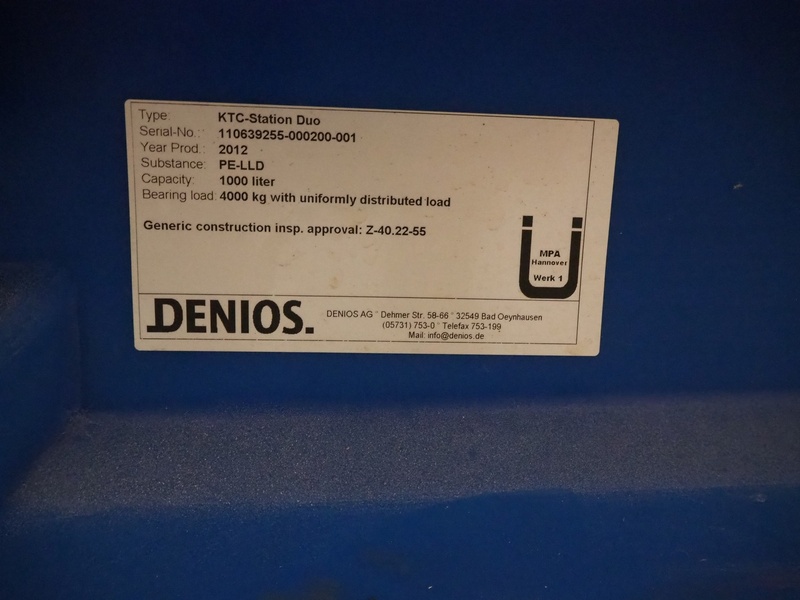 Type: KTC-Station Duo
Serial-No.: 110639255-000200-001
Year Prod.: 2012
Substance: PE-LLD
Capacity: 1000 liter
Bearing load: 4000 kg with uniformly distributed load
Generic construction insp. approval: Z-40.22-55
Ü
MPA
Hannover
Werk 1
DENIOS.
DENIOS AG * Dehmer Str. 58-66 * 32549 Bad Oeynhausen
(05731) 753-0 * Telefax 753-199
Mail: info@denios.de